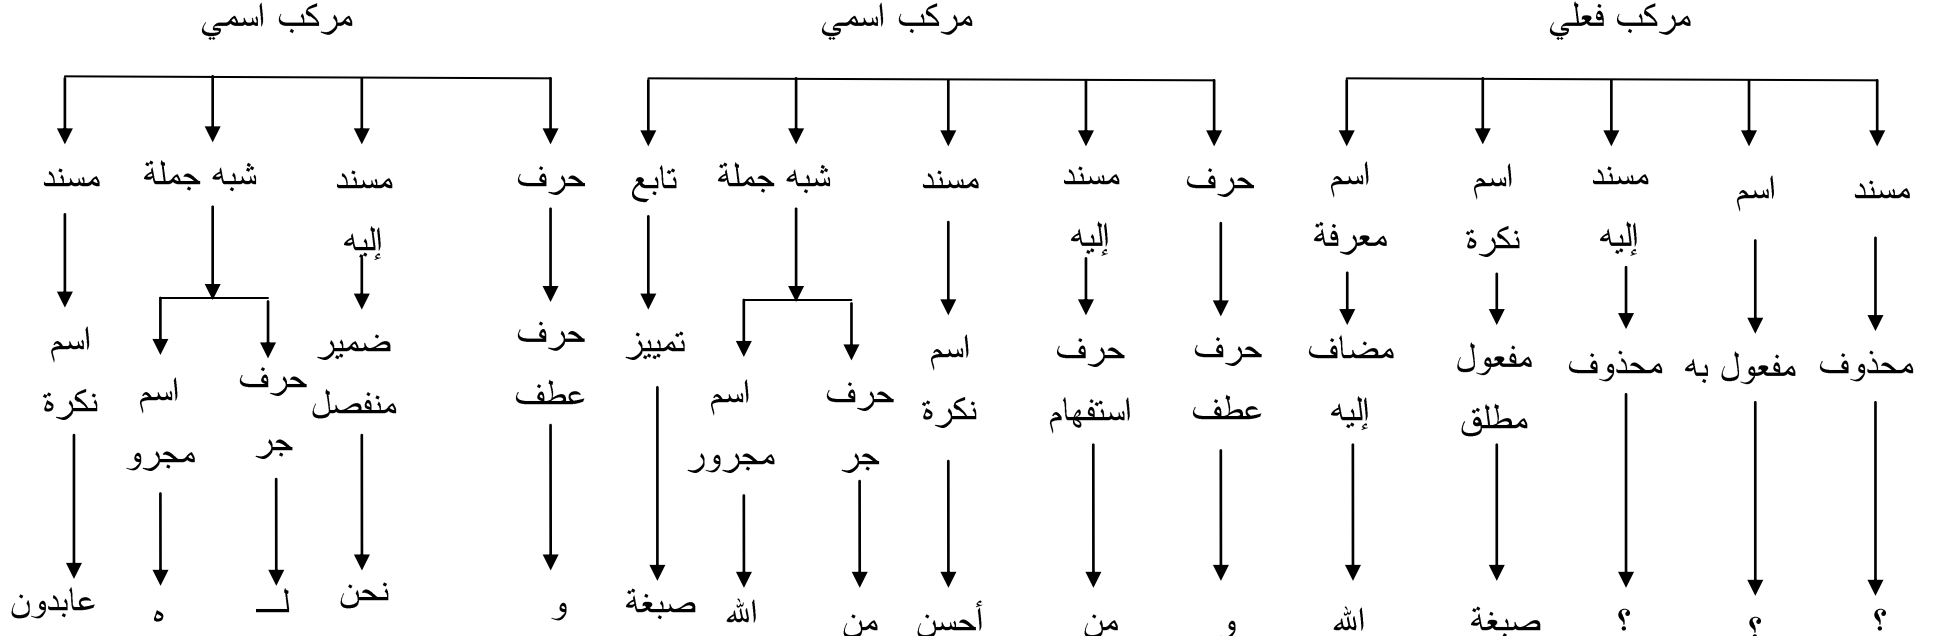 مركب فعلي مركب اسمي مركب اسمي
مسند اسم مسند اسم اسم حرف مسند مسند شبه جملة تابع حرف مسند شبه جملة مسند
إليه نكرة معرفة إليه إليه
محذوف مفعول به محذوف مفعول مضاف حرف حرف اسم تمييز حرف ضمير اسم
مطلق إليه عطف استفهام نكرة حرف اسم عطف منفصل حرف اسم نكرة
جر مجرور جر مجرو
؟ ؟ ؟ صبغة الله و من أحسن من الله صبغة و نحن لـــ ه عابدون